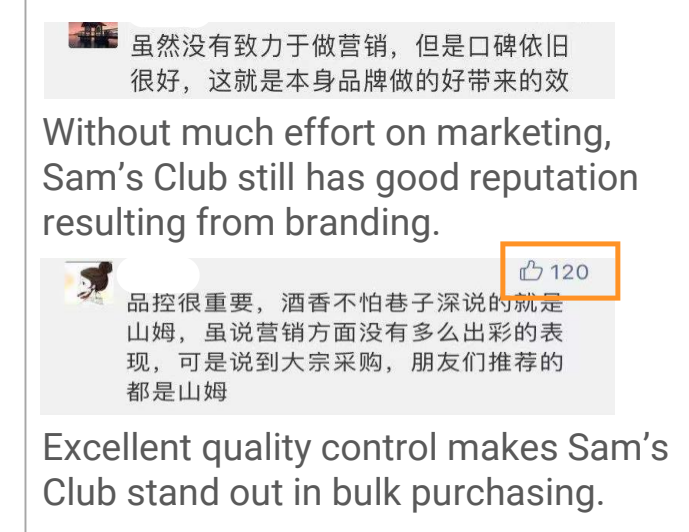 虽然没有致力于做营销，但是口碑依旧
很好，这就是本身品牌做的好带来的效
Without much effort on marketing,
Sam's Club still has good reputation
resulting from branding.
120
品控很重要，酒香不怕巷子深说的就是
山姆，虽说营销方面没有多么出彩的表
现，可是说到大宗采购，朋友们推荐的
都是山姆
Excellent quality control makes Sam's
Club stand out in bulk purchasing.